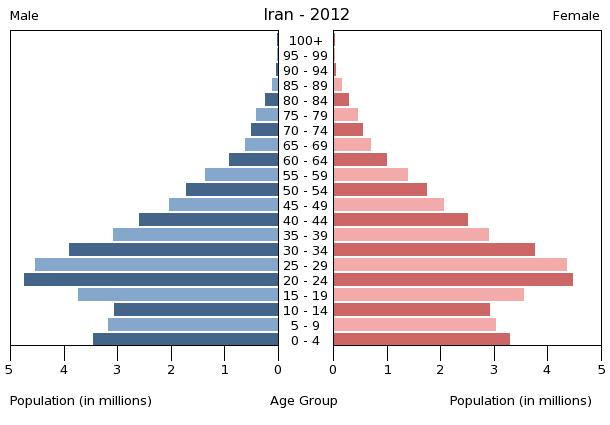 Iran - 2012
Male
Female
100+
95 - 99
90 - 94
85 - 89
80 - 84
75 - 79
70 - 74
65 - 69
60 - 64
55 - 59
50 - 54
45 - 49
40 - 44
35 - 39
30 - 34
25 - 29
20 - 24
15 - 19
10 - 14
5 - 9
0 - 4
5 4 3 2 1 0 0 1 2 3 4 5
Population (in millions) Age Group Population (in millions)